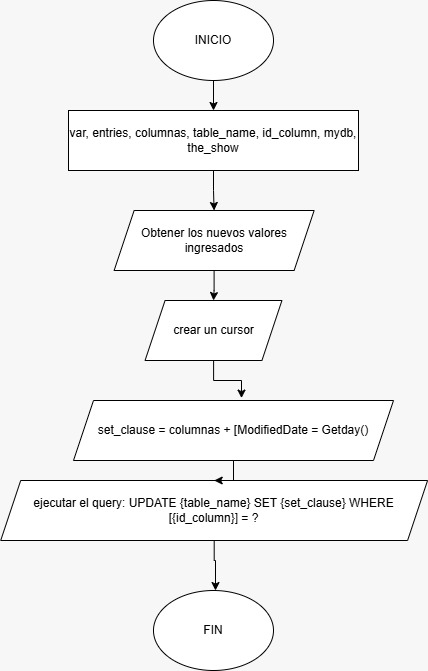 INICIO
var, entries, columnas, table_name, id_column, mydb,
the_show
Obtener los nuevos valores
ingresados
crear un cursor
set_clause = columnas + [ModifiedDate = Getday()
ejecutar el query: UPDATE {table_name} SET {set_clause} WHERE
[{id_column}] = ?
FIN